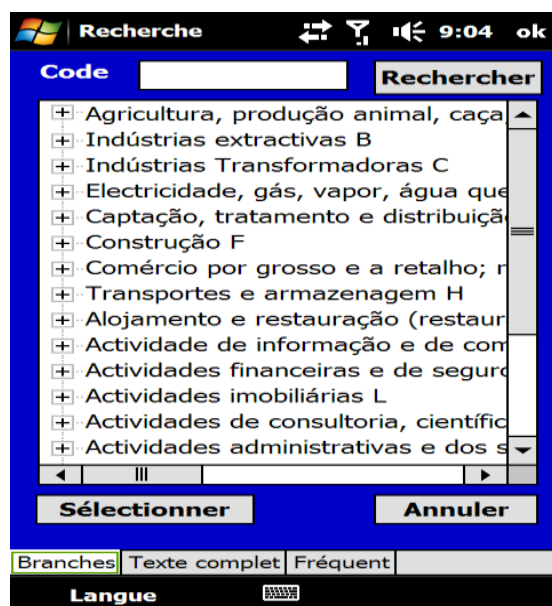 Recherche 9:04 ok
Code Rechercher
Agricultura, produção animal, caça,
Indústrias extractivas B
Indústrias Transformadoras C
Electricidade, gás, vapor, água que
Captação, tratamento e distribuiçã
Construção F
Comércio por grosso e a retalho; r
Transportes e armazenagem H
Alojamento e restauração (restaur
Actividade de informação e de com
Actividades financeiras e de seguro
Actividades imobiliárias L
Actividades de consultoria, científic
Actividades administrativas e dos s
Sélectionner Annuler
Branches Texte complet Fréquent
Langue